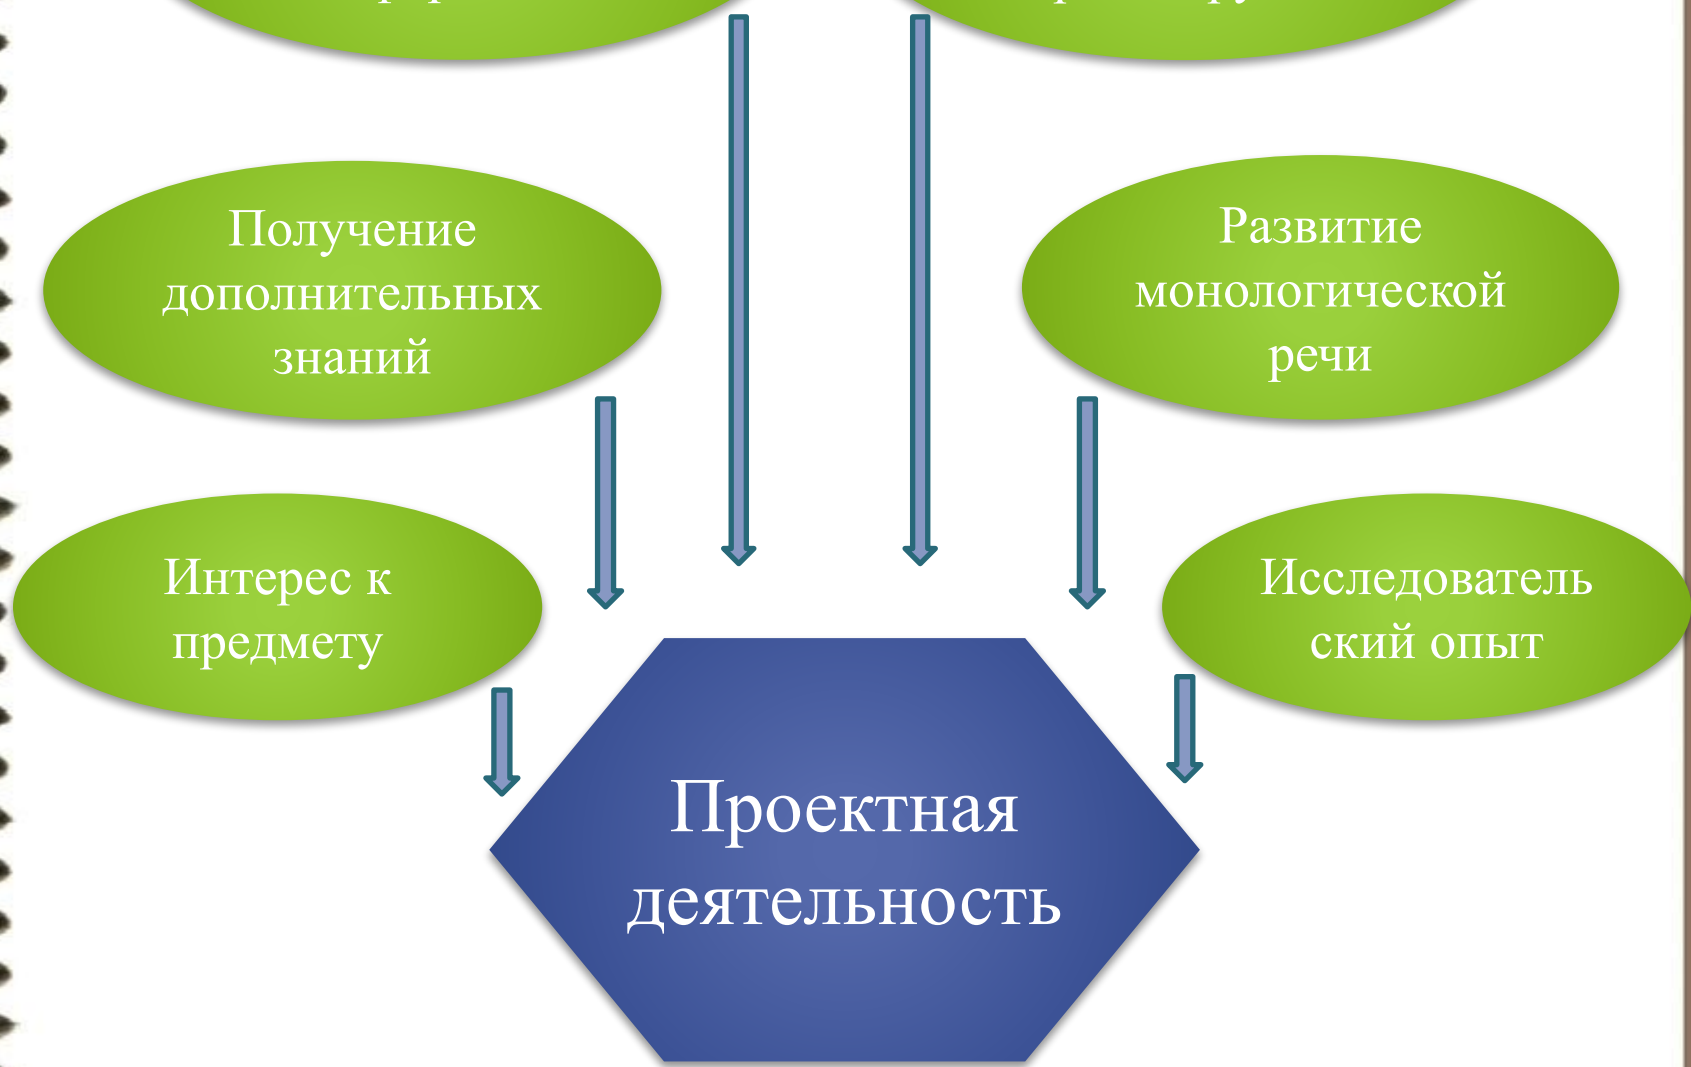 Получение
дополнительных
знаний
Развитие
монологической
речи
Интерес к
предмету
Исследователь
ский опыт
Проектная
деятельность